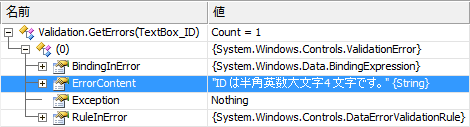 名前 値
Validation.GetErrors(TextBox_ID) Count = 1
(0) {System.Windows.Controls.ValidationError}
BindingInError {System.Windows.Data.BindingExpression}
ErrorContent "IDは半角英数大文字4文字です。" {String}
Exception Nothing
RuleInError {System.Windows.Controls.DataErrorValidationRule}